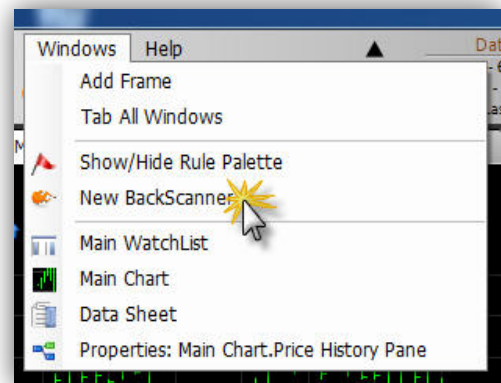 Windows Help
Dat
Add Frame
Tab All Windows
Show/Hide Rule Palette
New BackScanner
Main WatchList
Main Chart
Data Sheet
Properties: Main Chart.Price History Pane